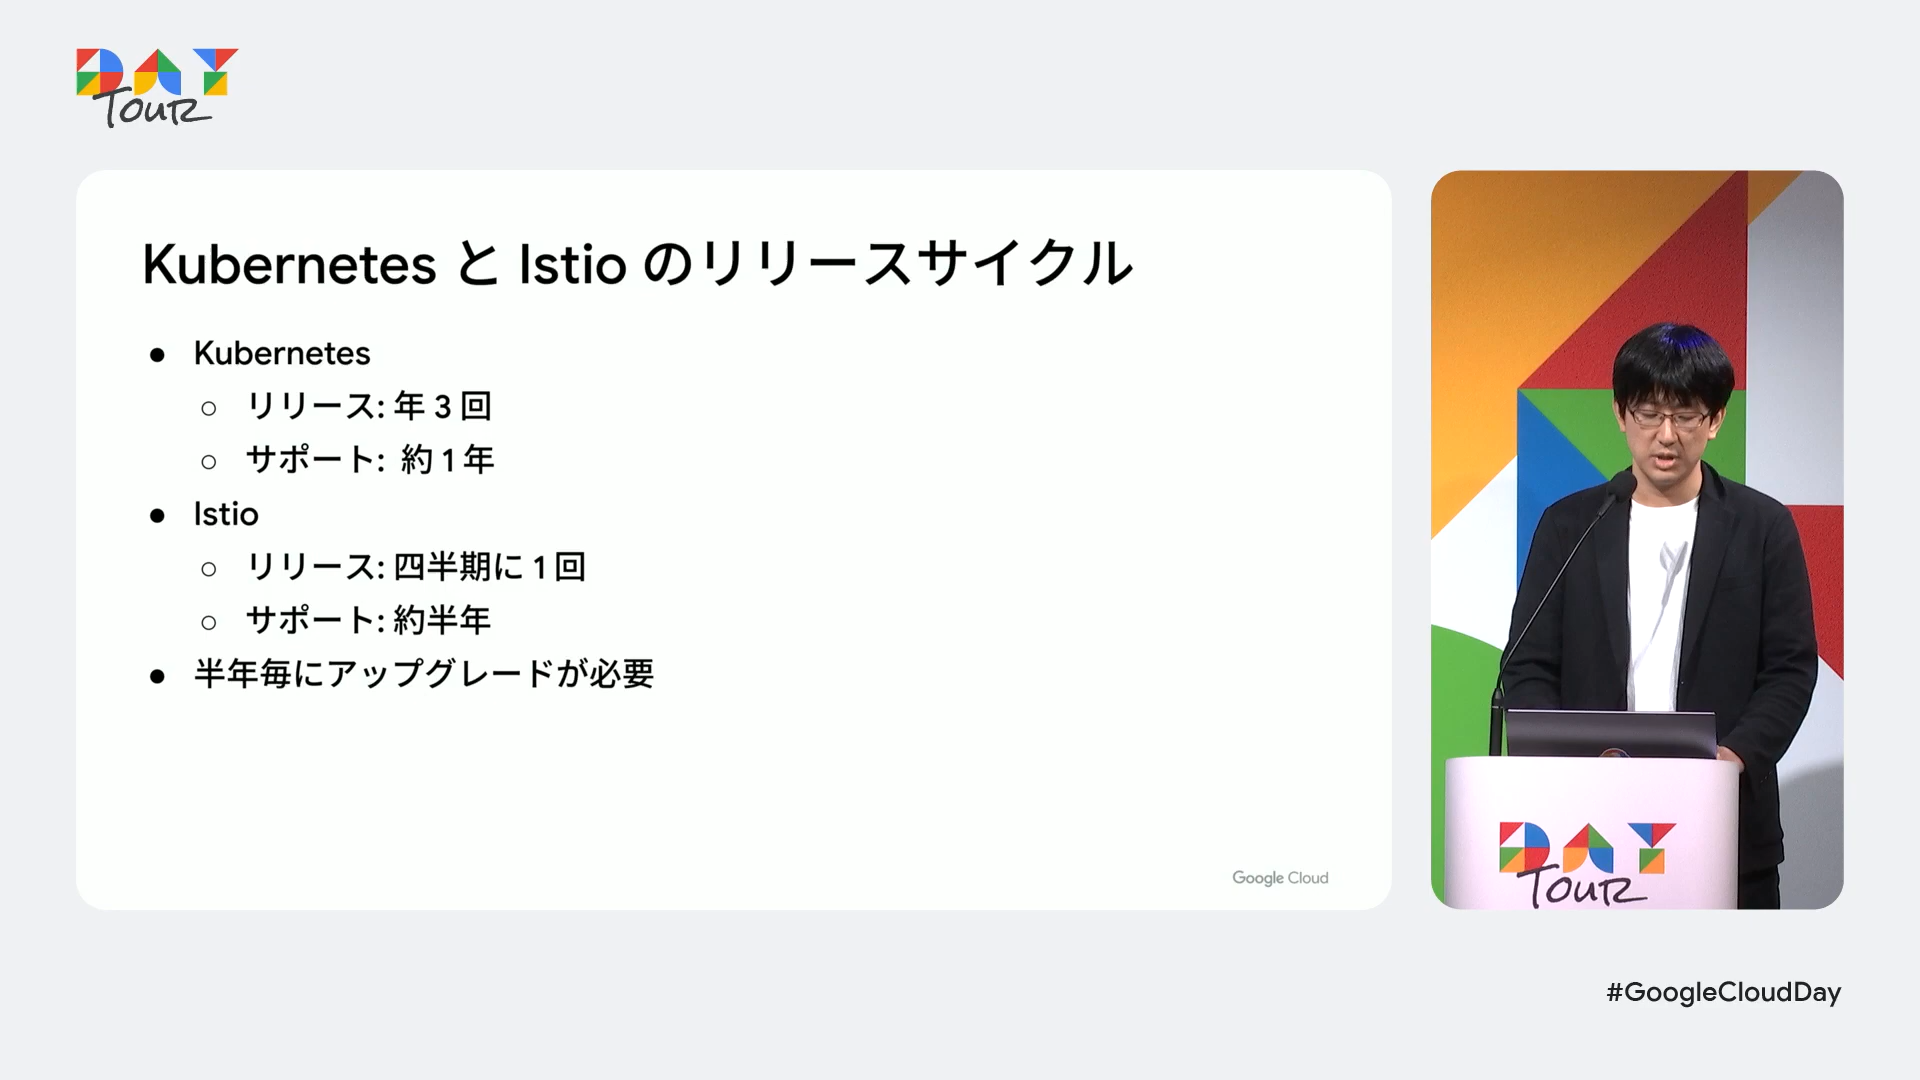 DAY
Tour
Kubernetes と Istio のリリースサイクル
● Kubernetes
○ リリース: 年 3 回
○ サポート: 約 1 年
● Istio
○ リリース: 四半期に 1 回
○ サポート: 約半年
● 半年毎にアップグレードが必要
Google Cloud
DAY
Tour
#GoogleCloudDay